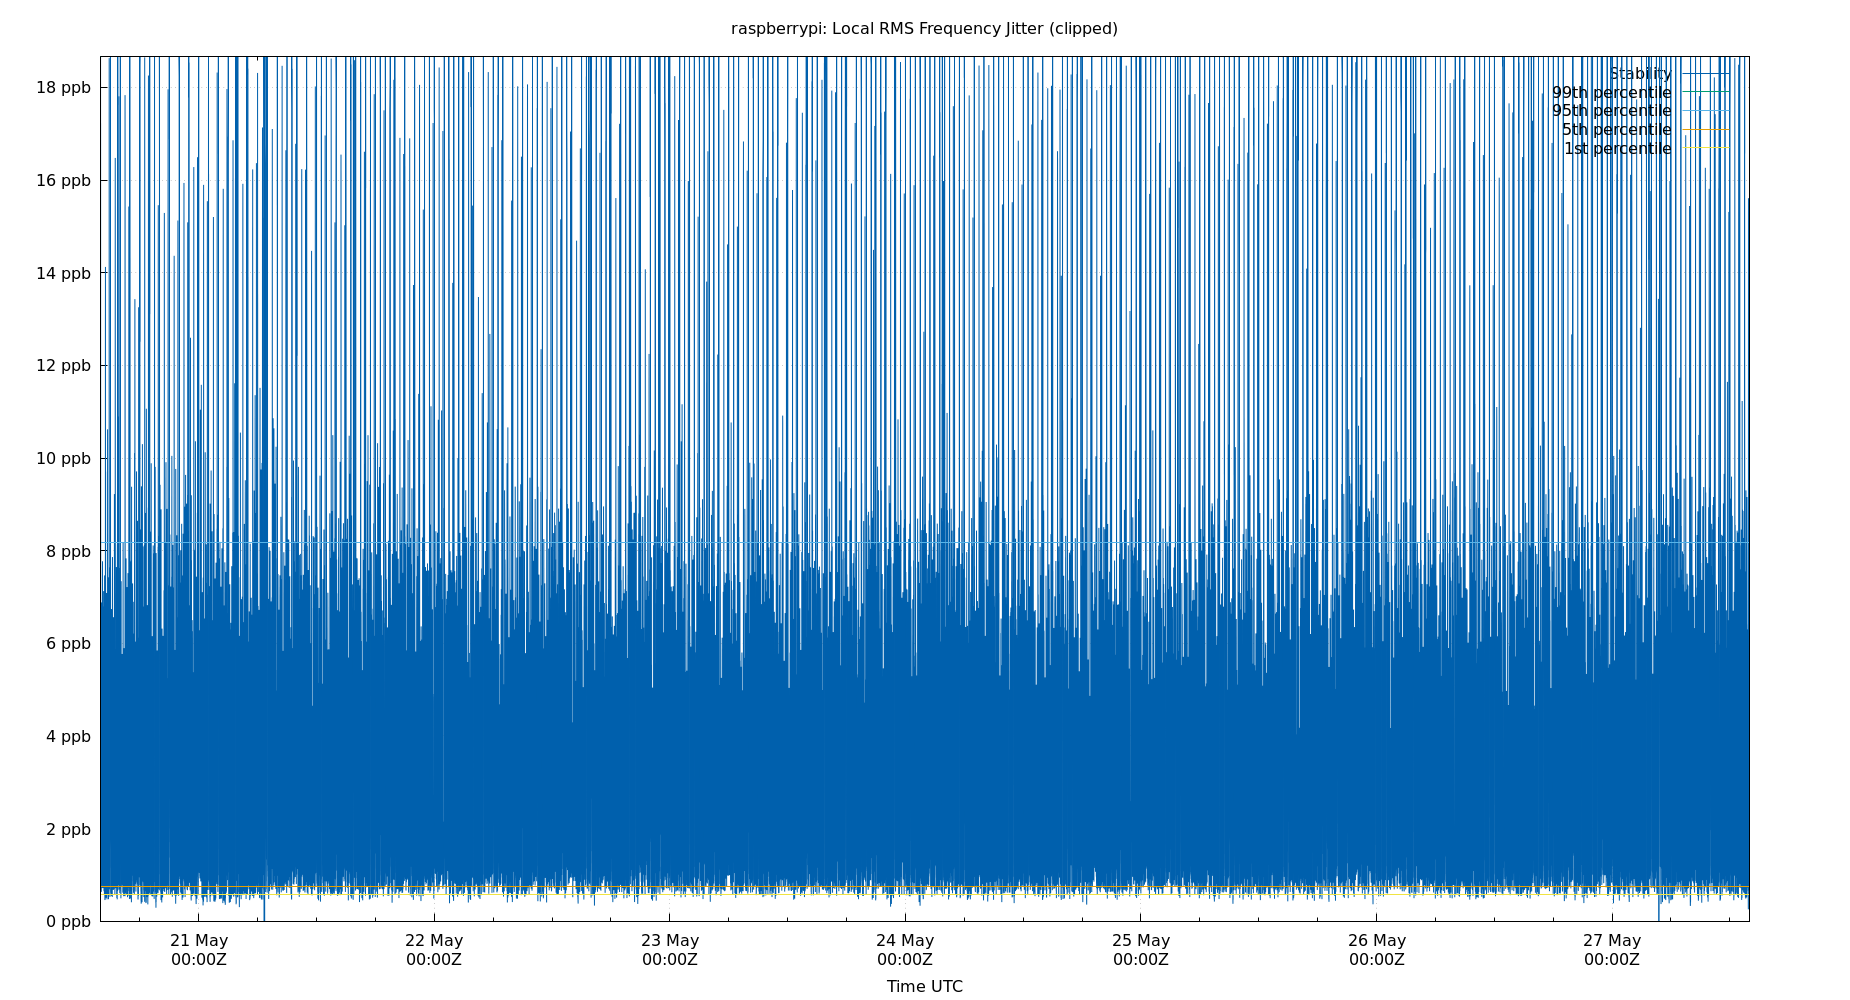 raspberrypi: Local RMS Frequency Jitter (clipped)
18 ppb
16 ppb
14 ppb
12 ppb
10 ppb
8 ppb
6 ppb
4 ppb
2 ppb
0 ppb
Stability
99th percentile
95th percentile
5th percentile
1st percentile
21 May
00:00Z
22 May
00:00Z
23 May
00:00Z
24 May
00:00Z
25 May
00:00Z
26 May
00:00Z
27 May
00:00Z
Time UTC